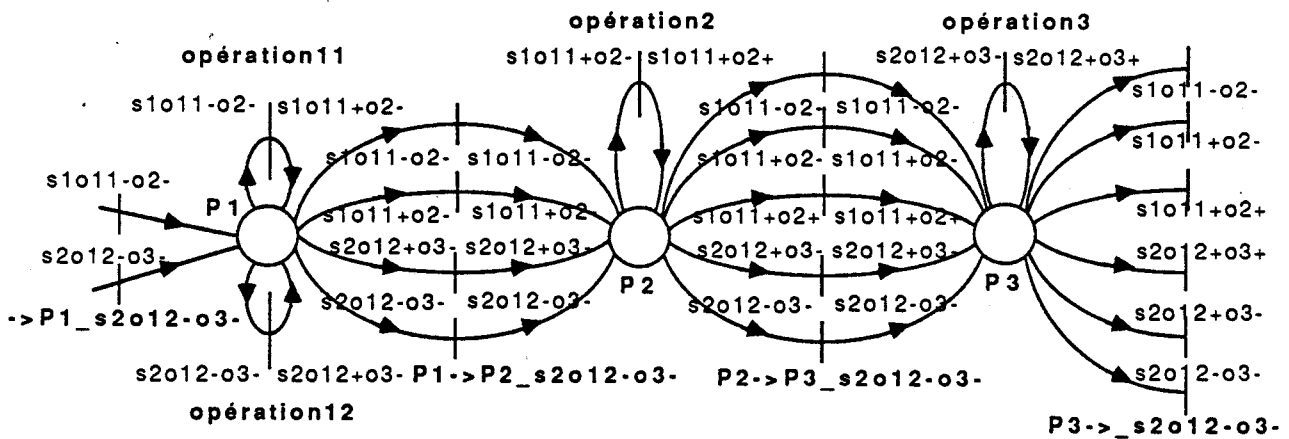 opération2
opération3
opération11
s1o11+o2- s1o11+o2+
s2o12+o3- s2o12+o3+
s1o11-o2- s1o11+o2-
s1o11-o2- s1o11-o2-
s1o11-o2-
s1o11-o2- s1o11-o2-
s1o11+o2- s1o11+o2-
s1o11+o2-
s1o11-o2-
P1
s1o11+o2- s1o11+o2-
s1o11+o2+ s1o11+o2+
s1o11+o2+
s2o12-o3-
s2o12+o3- s2o12+o3-
s2o12+o3- s2o12+o3-
s2o12+o3+
P2
P3
->P1_s2o12-o3-
s2o12-o3- s2o12-o3-
s2o12-o3- s2o12-o3-
s2o12+o3-
s2o12-o3- s2o12+o3-
P1->P2_s2o12-o3-
P2->P3_s2o12-o3-
s2o12-o3-
opération12
P3->_s2o12-o3-